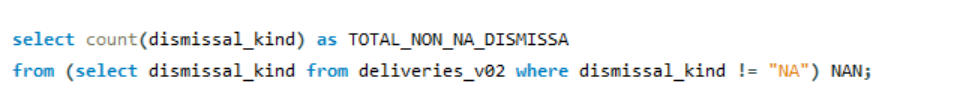 select count(dismissal_kind) as TOTAL_NON_NA_DISMISSA
from (select dismissal_kind from deliveries_v02 where dismissal_kind != "NA") NAN;